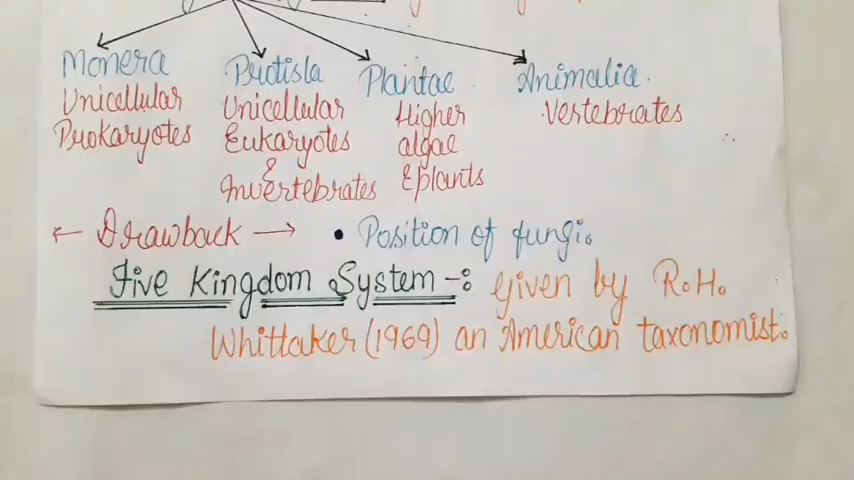 Monera Protista Plantae Animalia.
Unicellular Unicellular Higher Vertebrates
Prokaryotes Eukaryotes algae
& & plants
Invertebrates
← Drawback → • Position of fungi.
Five Kingdom System -: Given by R.H.
Whittaker (1969) an American taxonomist.